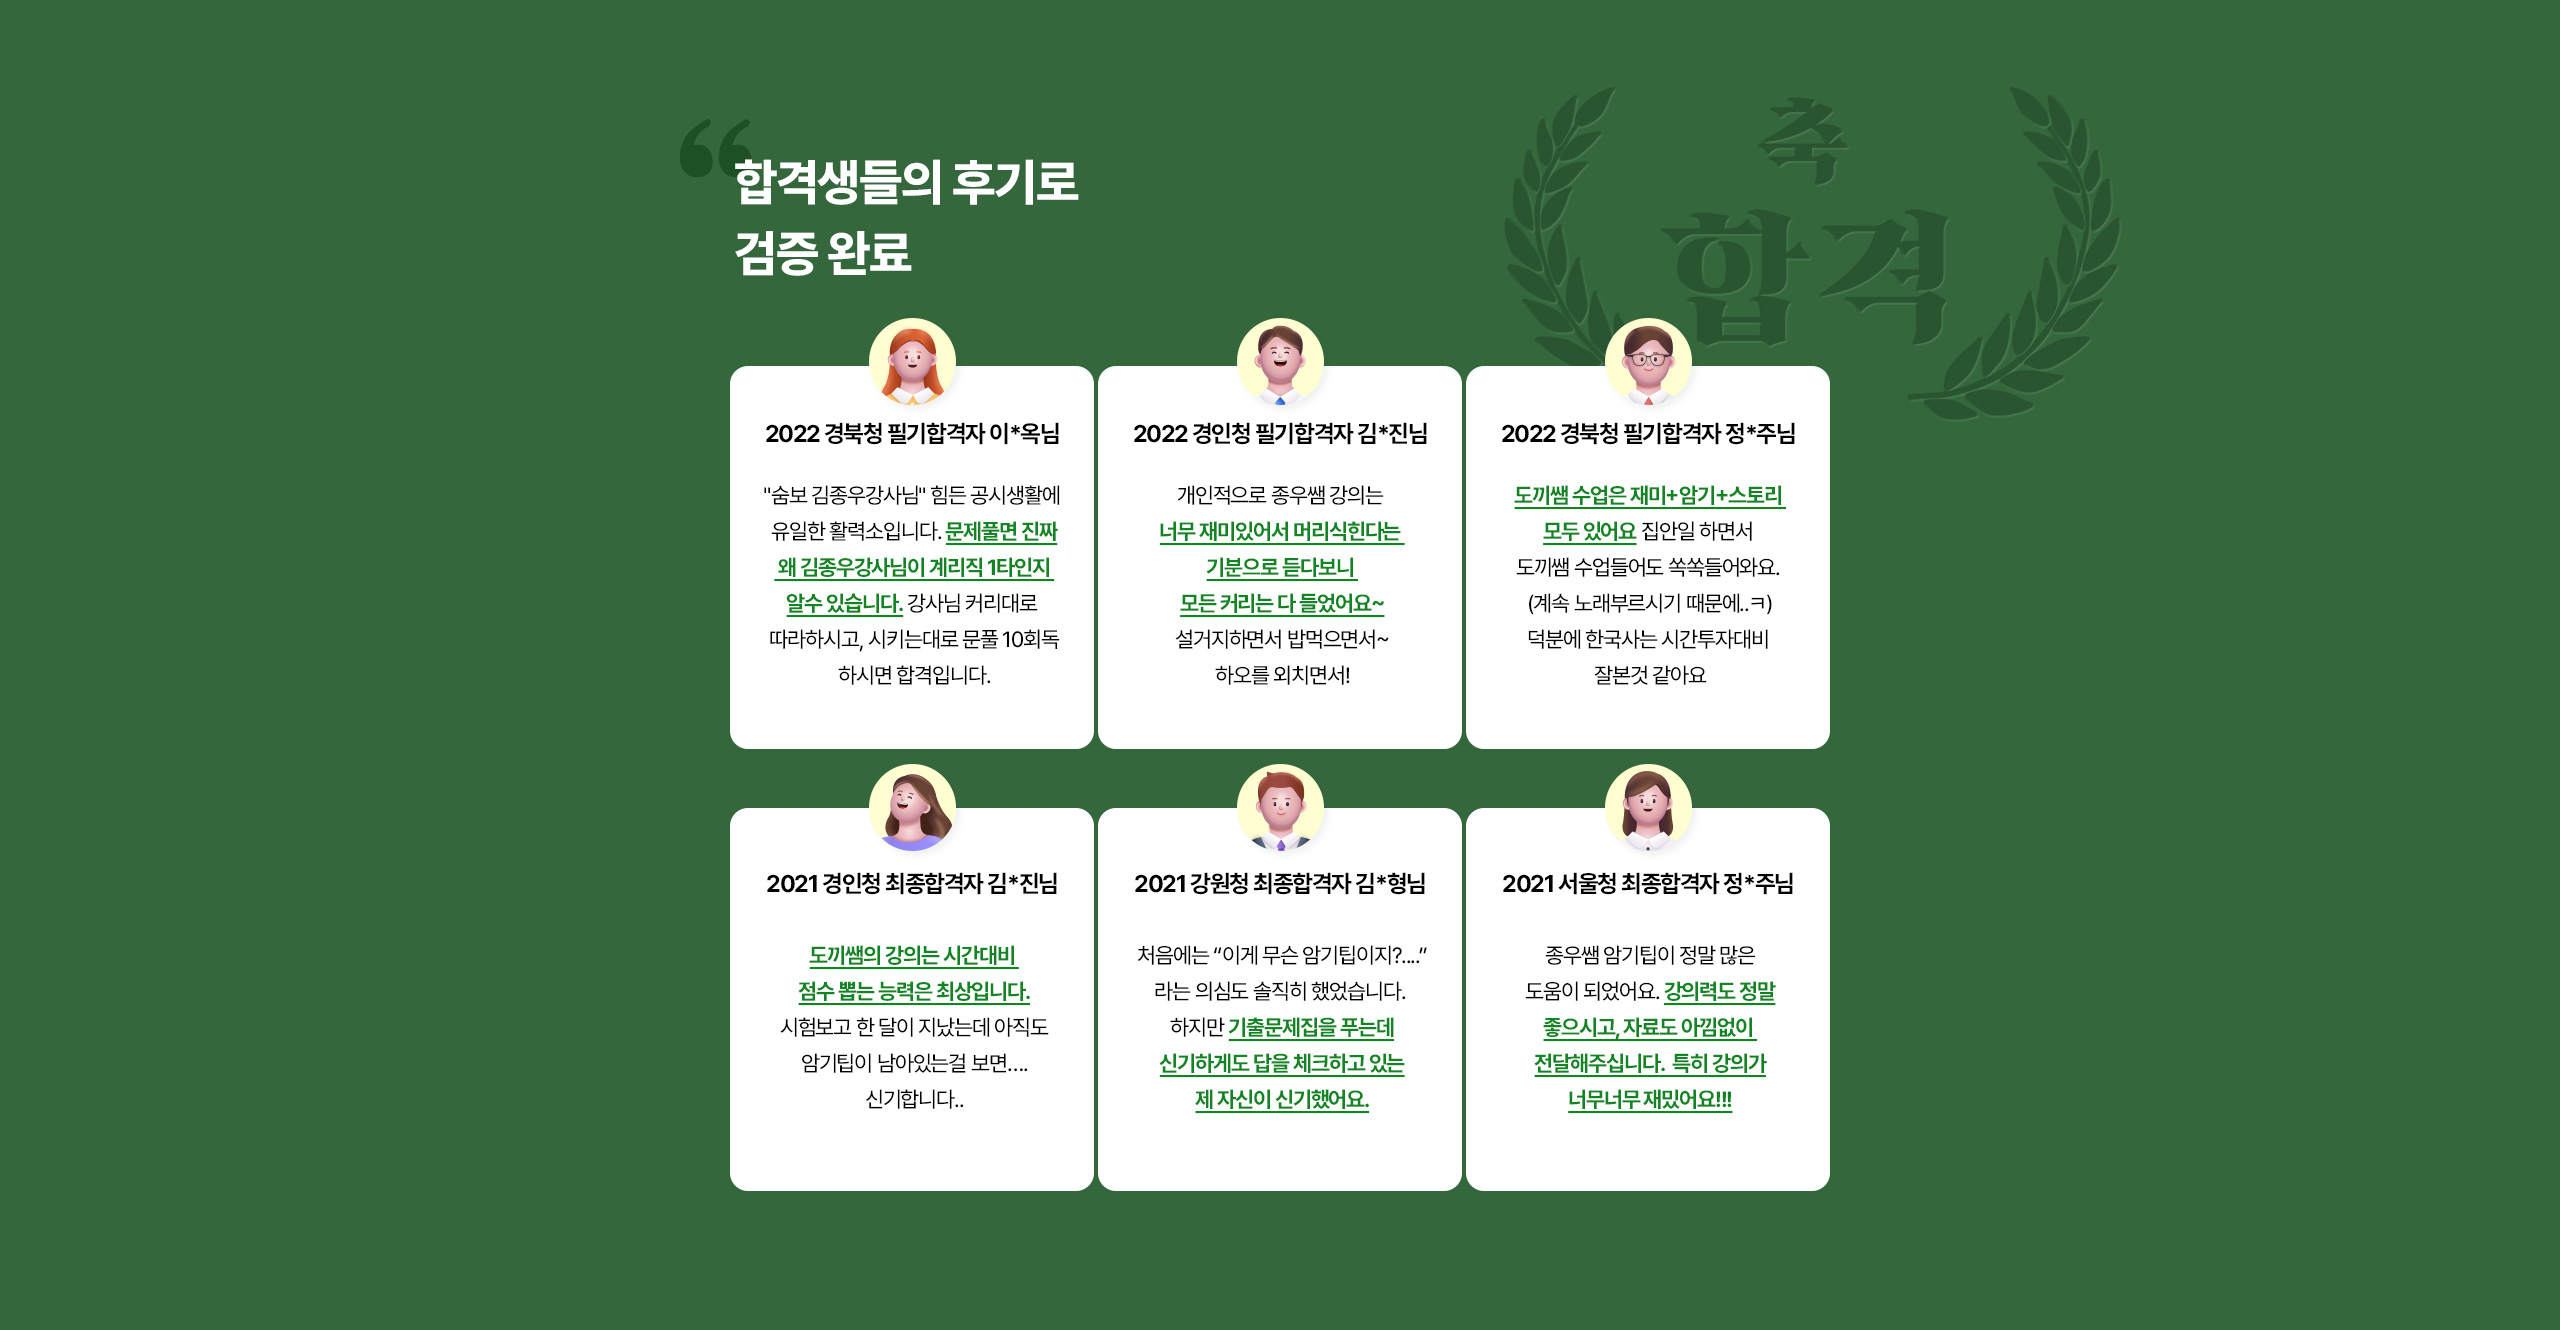 축
합격
합격생들의 후기로
검증 완료
2022 경북청 필기합격자 이*옥님
"숨보 김종우강사님" 힘든 공시생활에
유일한 활력소입니다. 문제풀면 진짜
왜 김종우강사님이 계리직 1타인지
알수 있습니다. 강사님 커리대로
따라하시고, 시키는대로 문풀 10회독
하시면 합격입니다.
2022 경인청 필기합격자 김*진님
개인적으로 종우쌤 강의는
너무 재미있어서 머리식힌다는
기분으로 듣다보니
모든 커리는 다 들었어요~
설거지하면서 밥먹으면서~
하오를 외치면서!
2022 경북청 필기합격자 정*주님
도끼쌤 수업은 재미+암기+스토리
모두 있어요 집안일 하면서
도끼쌤 수업들어도 쏙쏙들어와요.
(계속 노래부르시기 때문에..ㅋ)
덕분에 한국사는 시간투자대비
잘본것 같아요
2021 경인청 최종합격자 김*진님
도끼쌤의 강의는 시간대비
점수 뽑는 능력은 최상입니다.
시험보고 한 달이 지났는데 아직도
암기팁이 남아있는걸 보면....
신기합니다..
2021 강원청 최종합격자 김*형님
처음에는 “이게 무슨 암기팁이지?....”
라는 의심도 솔직히 했었습니다.
하지만 기출문제집을 푸는데
신기하게도 답을 체크하고 있는
제 자신이 신기했어요.
2021 서울청 최종합격자 정*주님
종우쌤 암기팁이 정말 많은
도움이 되었어요. 강의력도 정말
좋으시고, 자료도 아낌없이
전달해주십니다. 특히 강의가
너무너무 재밌어요!!!